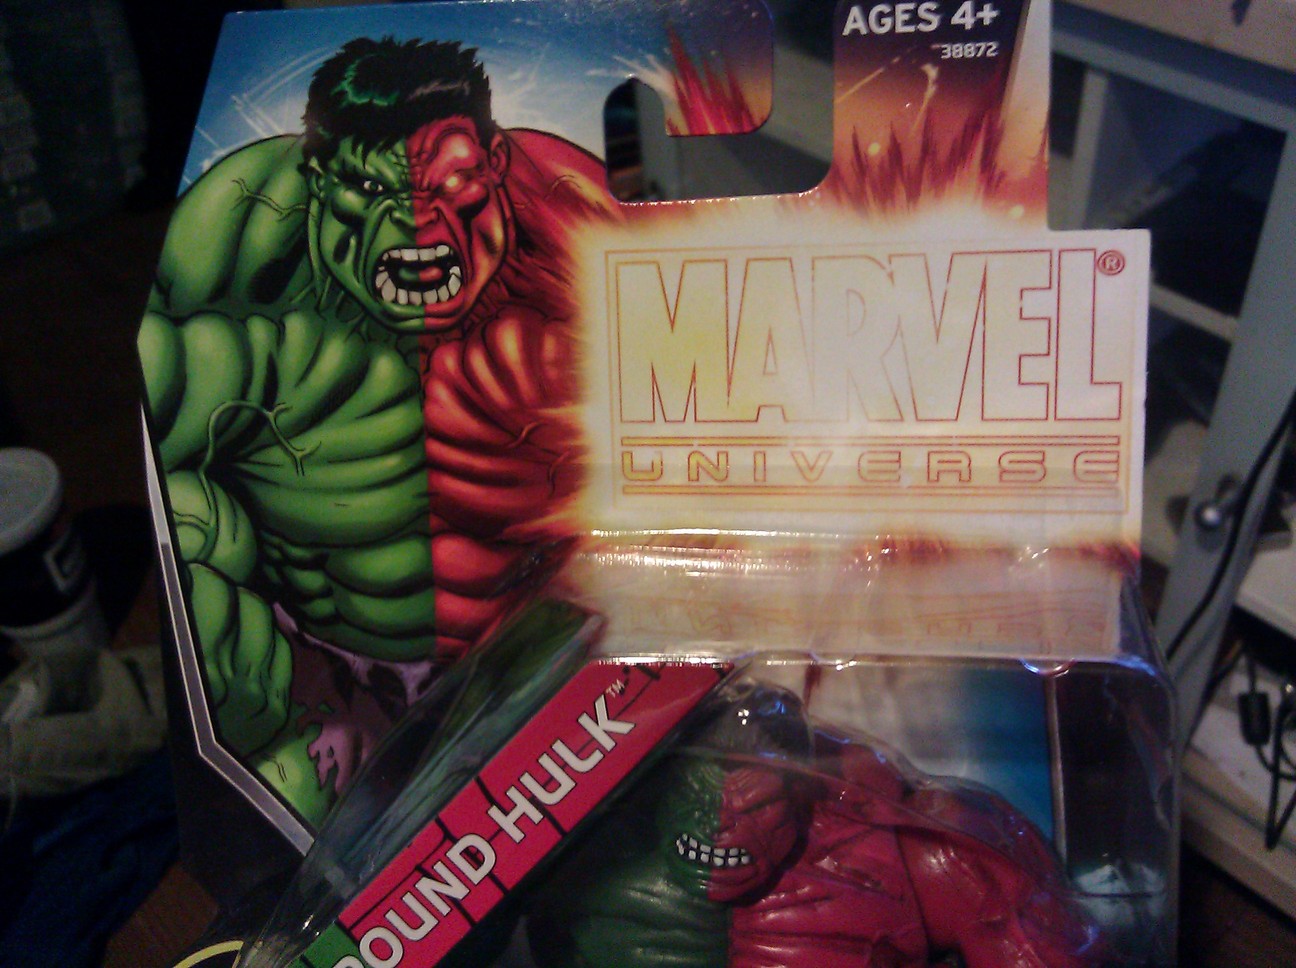 AGES 4+
38872
MARVEL®
UNIVERSE
OUND HULK™